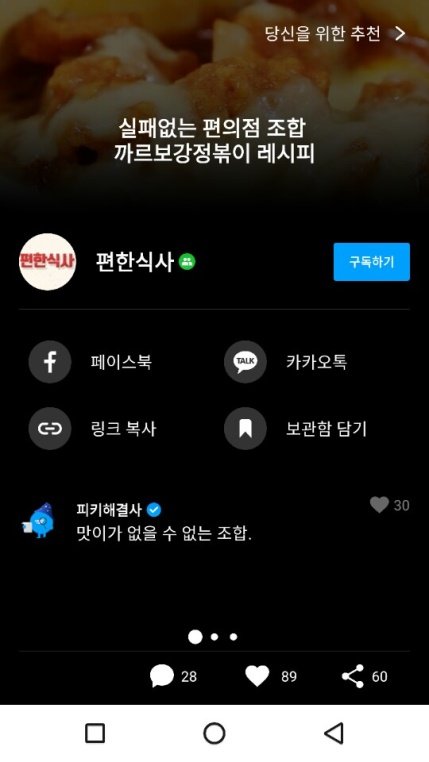 당신을 위한 추천
실패없는 편의점 조합
까르보강정볶이 레시피
편한식사
편한식사
구독하기
페이스북
TALK
카카오톡
링크 복사
보관함 담기
피키해결사
30
맛이가 없을 수 없는 조합.
28
89
60